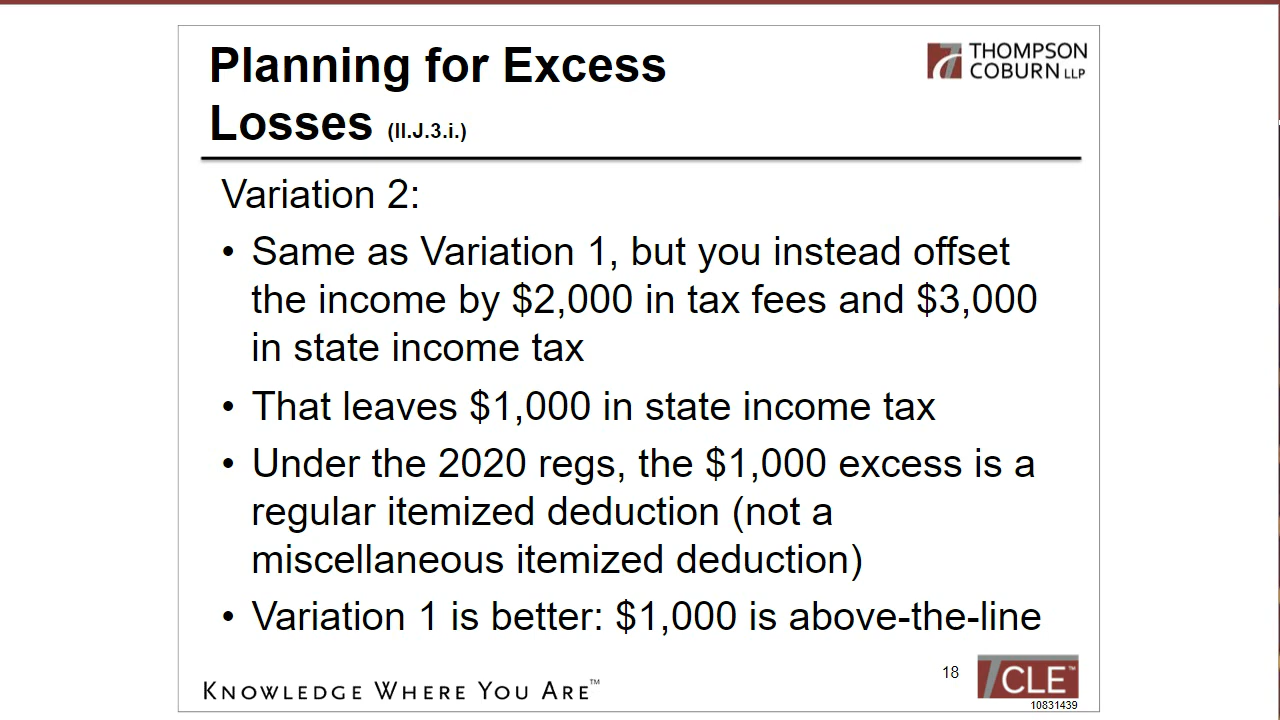 Planning for Excess
Losses (II.J.3.i.)
THOMPSON
COBURN LLP
Variation 2:
• Same as Variation 1, but you instead offset
the income by $2,000 in tax fees and $3,000
in state income tax
• That leaves $1,000 in state income tax
• Under the 2020 regs, the $1,000 excess is a
regular itemized deduction (not a
miscellaneous itemized deduction)
• Variation 1 is better: $1,000 is above-the-line
KNOWLEDGE WHERE YOU ARE™
18
TCLE™
10831439